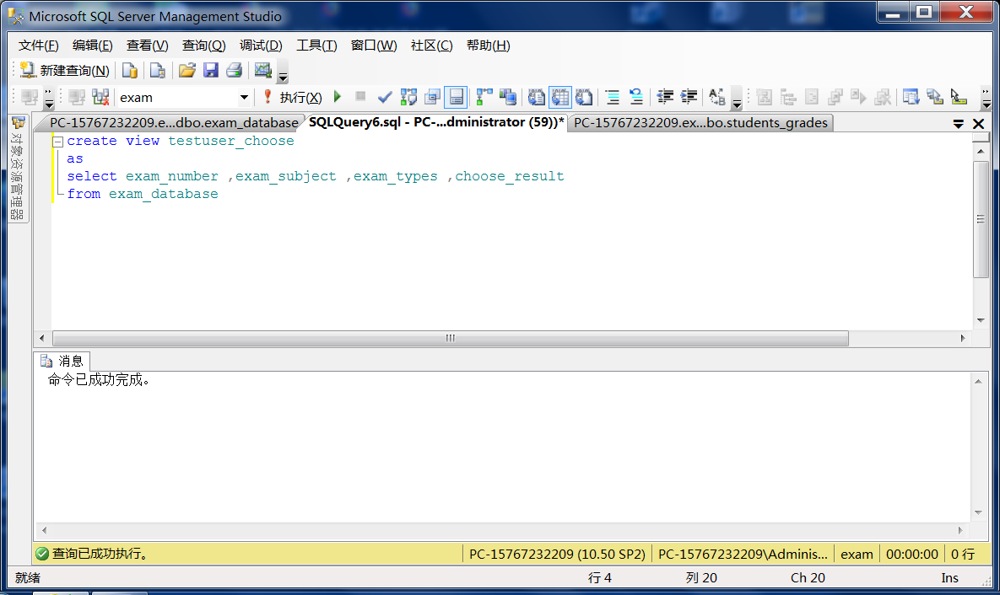 Microsoft SQL Server Management Studio
文件(F) 编辑(E) 查看(V) 查询(Q) 调试(D) 工具(T) 窗口(W) 社区(C) 帮助(H)
新建查询(N)
exam 执行(X)
PC-15767232209.e...dbo.exam_database SQLQuery6.sql - PC-...dministrator (59))* PC-15767232209.ex...bo.students_grades
对象资源管理器
create view testuser_choose
as
select exam_number ,exam_subject ,exam_types ,choose_result
from exam_database
消息
命令已成功完成。
查询已成功执行。 PC-15767232209 (10.50 SP2) PC-15767232209\Adminis... exam 00:00:00 0 行
就绪 行 4 列 20 Ch 20 Ins